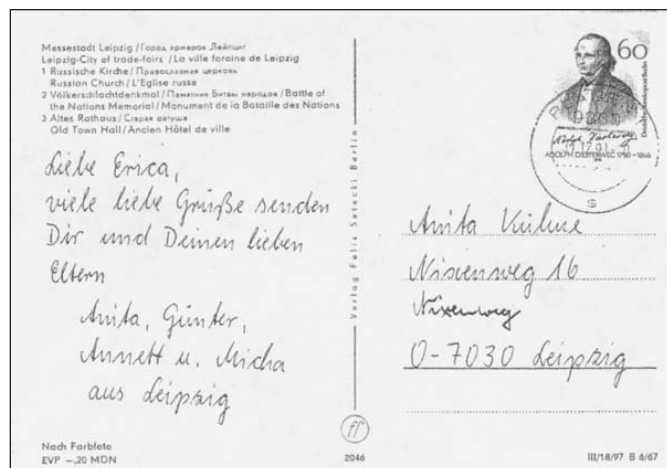 Messestadt Leipzig / Город ярмарок Лейпциг
Leipzig-City of trade-fairs / La ville foraine de Leipzig
1 Russische Kirche / Православная церковь
Russian Church / L'Eglise russe
2 Völkerschlachtdenkmal / Памятник Битвы народов / Battle of
the Nations Memorial / Monument de la Bataille des Nations
3 Altes Rathaus / Старая ратуша
Old Town Hall / Ancien Hôtel de ville
Liebe Erica,
viele liebe Grüße senden
Dir und Deinen lieben
Eltern
Anita, Günter,
Annett u. Micha
aus Leipzig
Nach Farbfoto
EVP -,20 MDN
Verlag Felix Setecki Berlin
2046
60
Deutsche Bundespost Berlin
ADOLPH DIESTERWEG 1790-1866
s
Anita Kühne
Nixenweg 16
Nixenweg
O-7030 Leipzig
III/18/97 B 6/67